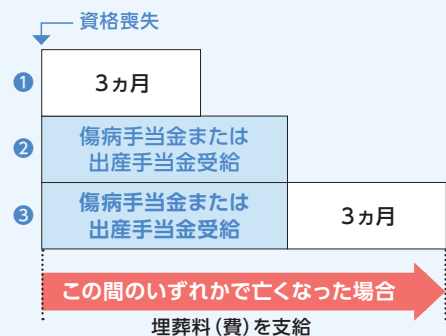 資格喪失
❶ 3ヵ月
❷ 傷病手当金または
出産手当金受給
❸ 傷病手当金または
出産手当金受給
3ヵ月
この間のいずれかで亡くなった場合
埋葬料(費)を支給